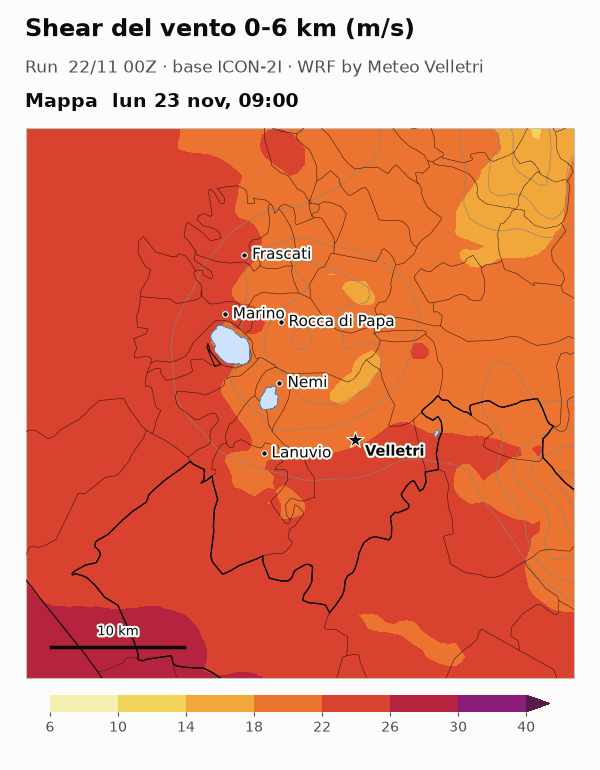 Shear del vento 0-6 km (m/s)
Run  22/11 00Z · base ICON-2I · WRF by Meteo Velletri
Mappa  lun 23 nov, 09:00
Frascati
Marino
Rocca di Papa
Nemi
Velletri
Lanuvio
10 km
6 10 14 18 22 26 30 40